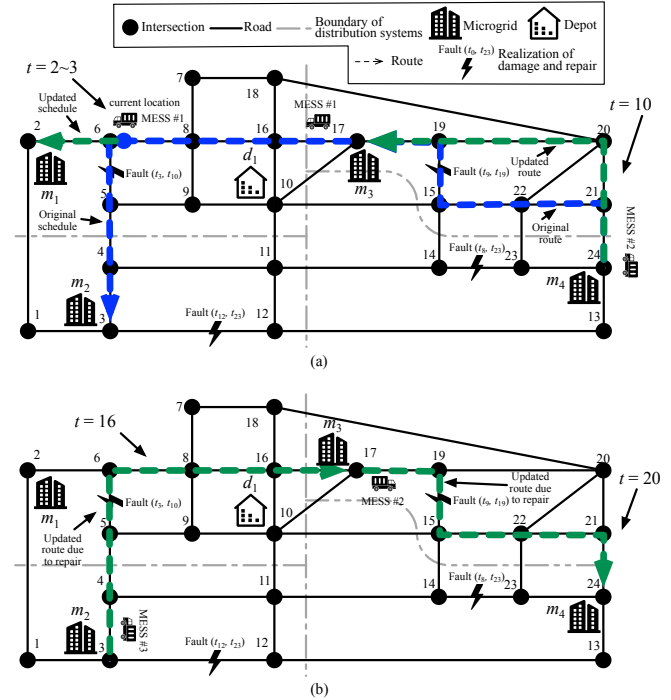 Intersection Road Boundary of distribution systems Microgrid Depot
Route Fault (t₀, t₂₃) Realization of damage and repair
t = 2~3
Updated schedule
current location
MESS #1
MESS #1
7
18
2
6
8
16
17
19
20
t = 10
m₁
Fault (t₃, t₁₀)
d₁
m₃
Fault (t₉, t₁₉)
Updated route
5
9
10
15
22
21
Original schedule
Original route
MESS #2
4
11
14
Fault (t₈, t₂₃)
23
24
m₂
m₄
1
3
Fault (t₁₂, t₂₃)
12
13
(a)
t = 16
7
18
m₃
2
6
8
16
17
19
20
m₁
Fault (t₃, t₁₀)
d₁
MESS #2
Updated route due to repair
Fault (t₉, t₁₉)
t = 20
5
9
10
15
22
21
Updated route due to repair
4
11
14
Fault (t₈, t₂₃)
23
24
m₂
MESS #3
m₄
1
3
Fault (t₁₂, t₂₃)
12
13
(b)